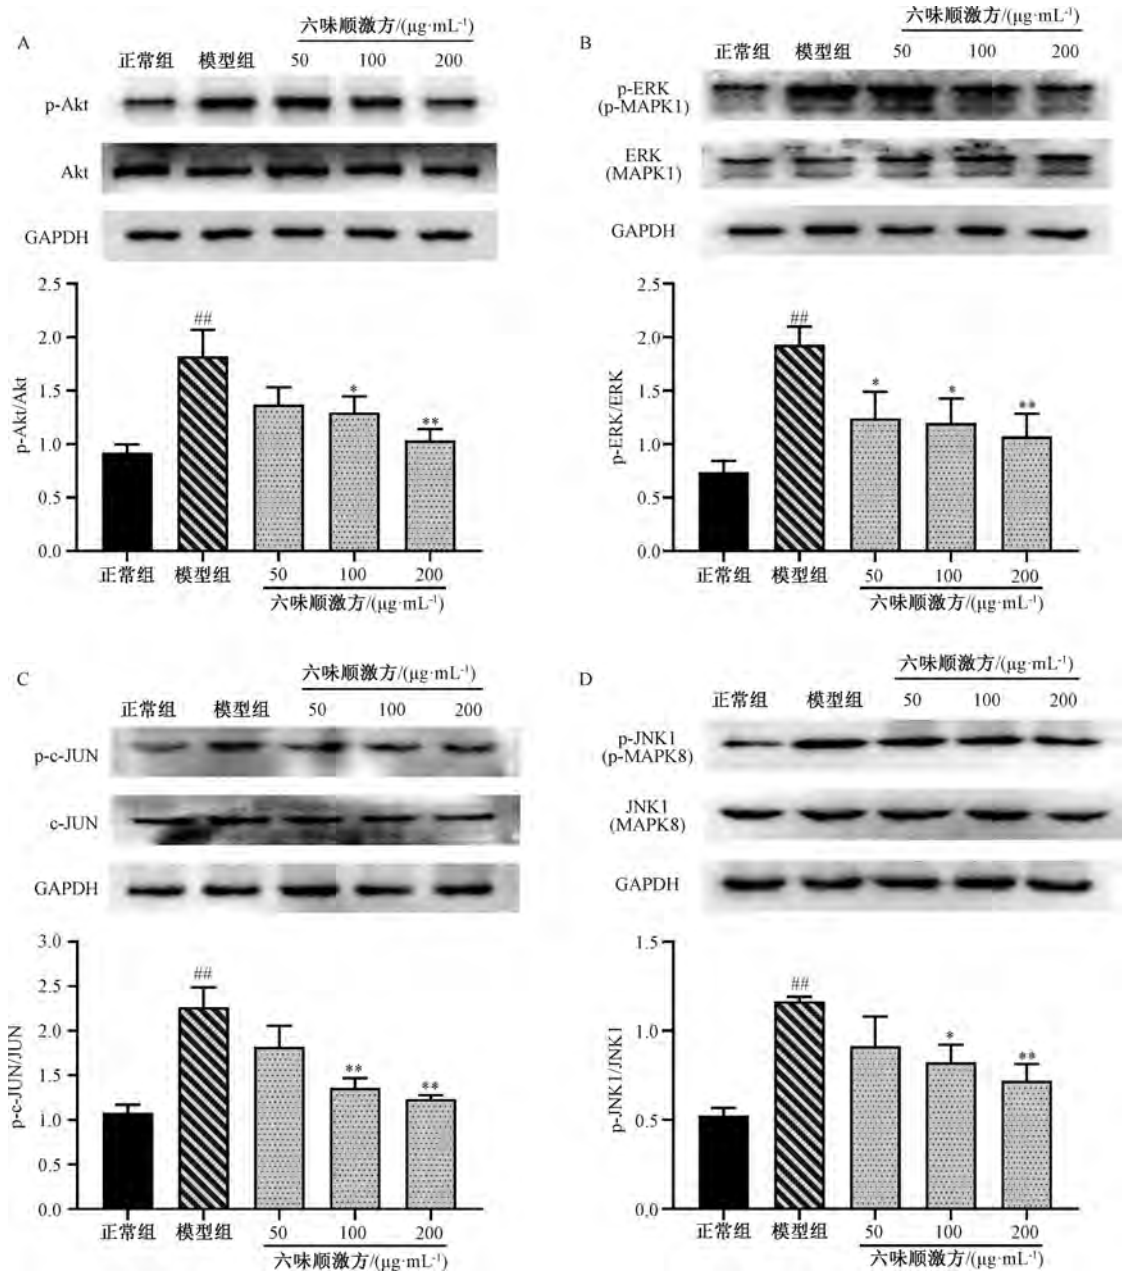 A
六味顺激方/(μg·mL⁻¹)
正常组 模型组 50 100 200
p-Akt
Akt
GAPDH
2.5
2.0
1.5
1.0
0.5
0.0
p-Akt/Akt
##
*
**
正常组 模型组 50 100 200
六味顺激方/(μg·mL⁻¹)
B
六味顺激方/(μg·mL⁻¹)
正常组 模型组 50 100 200
p-ERK
(p-MAPK1)
ERK
(MAPK1)
GAPDH
2.5
2.0
1.5
1.0
0.5
0.0
p-ERK/ERK
##
*
*
**
正常组 模型组 50 100 200
六味顺激方/(μg·mL⁻¹)
C
六味顺激方/(μg·mL⁻¹)
正常组 模型组 50 100 200
p-c-JUN
c-JUN
GAPDH
3.0
2.5
2.0
1.5
1.0
0.5
0.0
p-c-JUN/JUN
##
**
**
正常组 模型组 50 100 200
六味顺激方/(μg·mL⁻¹)
D
六味顺激方/(μg·mL⁻¹)
正常组 模型组 50 100 200
p-JNK1
(p-MAPK8)
JNK1
(MAPK8)
GAPDH
1.5
1.0
0.5
0.0
p-JNK1/JNK1
##
*
**
正常组 模型组 50 100 200
六味顺激方/(μg·mL⁻¹)